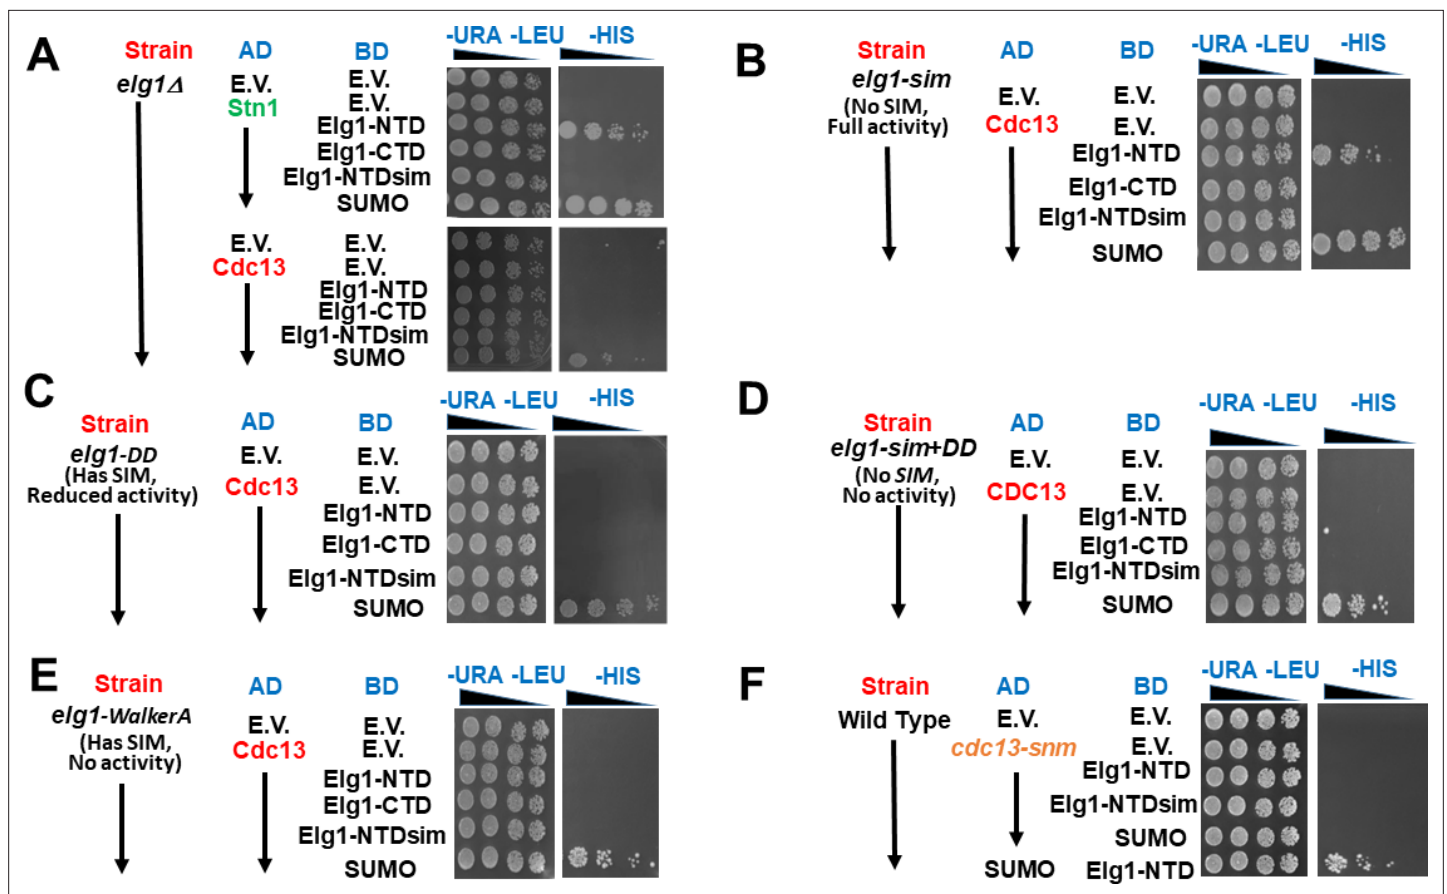 A
Strain AD BD -URA -LEU -HIS
elg1Δ E.V. E.V.
Stn1 E.V.
Elg1-NTD
Elg1-CTD
Elg1-NTDsim
SUMO
E.V. E.V.
Cdc13 E.V.
Elg1-NTD
Elg1-CTD
Elg1-NTDsim
SUMO
B
Strain AD BD -URA -LEU -HIS
elg1-sim E.V. E.V.
(No SIM,
Full activity) Cdc13 E.V.
Elg1-NTD
Elg1-CTD
Elg1-NTDsim
SUMO
C
Strain AD BD -URA -LEU -HIS
elg1-DD E.V. E.V.
(Has SIM,
Reduced activity) Cdc13 E.V.
Elg1-NTD
Elg1-CTD
Elg1-NTDsim
SUMO
D
Strain AD BD -URA -LEU -HIS
elg1-sim+DD E.V. E.V.
(No SIM,
No activity) CDC13 E.V.
Elg1-NTD
Elg1-CTD
Elg1-NTDsim
SUMO
E
Strain AD BD -URA -LEU -HIS
elg1-WalkerA E.V. E.V.
(Has SIM,
No activity) Cdc13 E.V.
Elg1-NTD
Elg1-CTD
Elg1-NTDsim
SUMO
F
Strain AD BD -URA -LEU -HIS
Wild Type E.V. E.V.
cdc13-snm E.V.
Elg1-NTD
Elg1-NTDsim
SUMO
SUMO Elg1-NTD